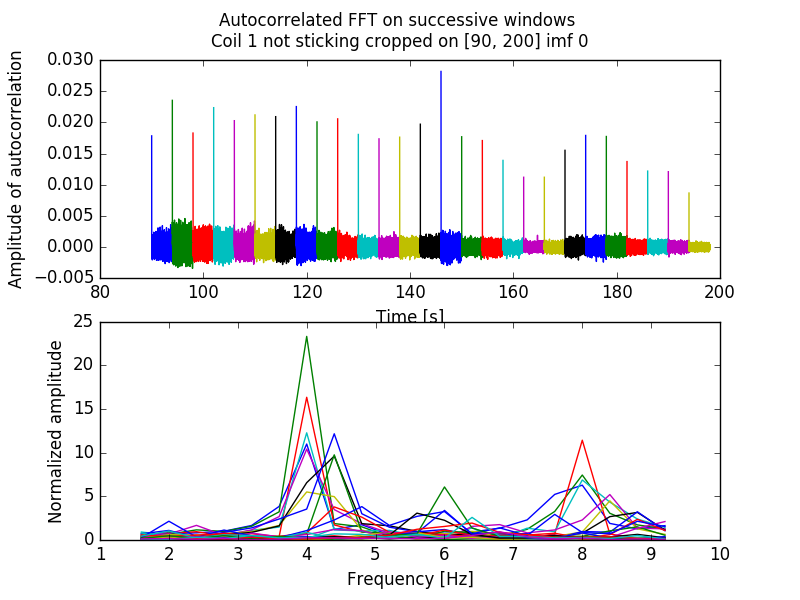 Autocorrelated FFT on successive windows
Coil 1 not sticking cropped on [90, 200] imf 0
Amplitude of autocorrelation
0.030
0.025
0.020
0.015
0.010
0.005
0.000
−0.005
80 100 120 140 160 180 200
Time [s]
Normalized amplitude
25
20
15
10
5
0
1 2 3 4 5 6 7 8 9 10
Frequency [Hz]